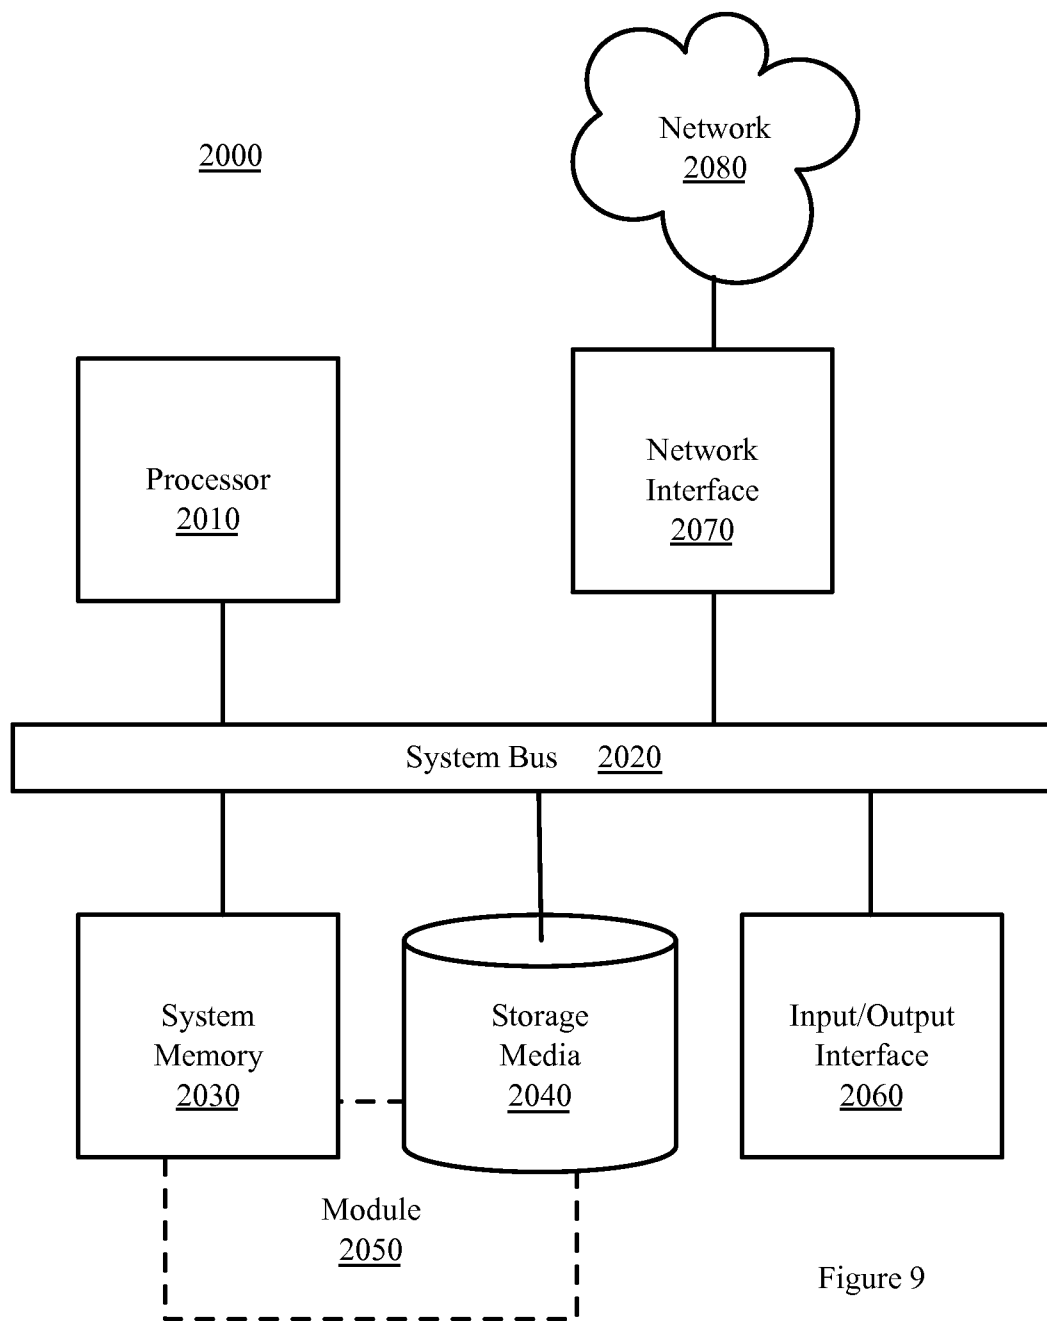 Network
2080
2000
Processor
2010
Network
Interface
2070
System Bus 2020
System
Memory
2030
Storage
Media
2040
Input/Output
Interface
2060
Module
2050
Figure 9